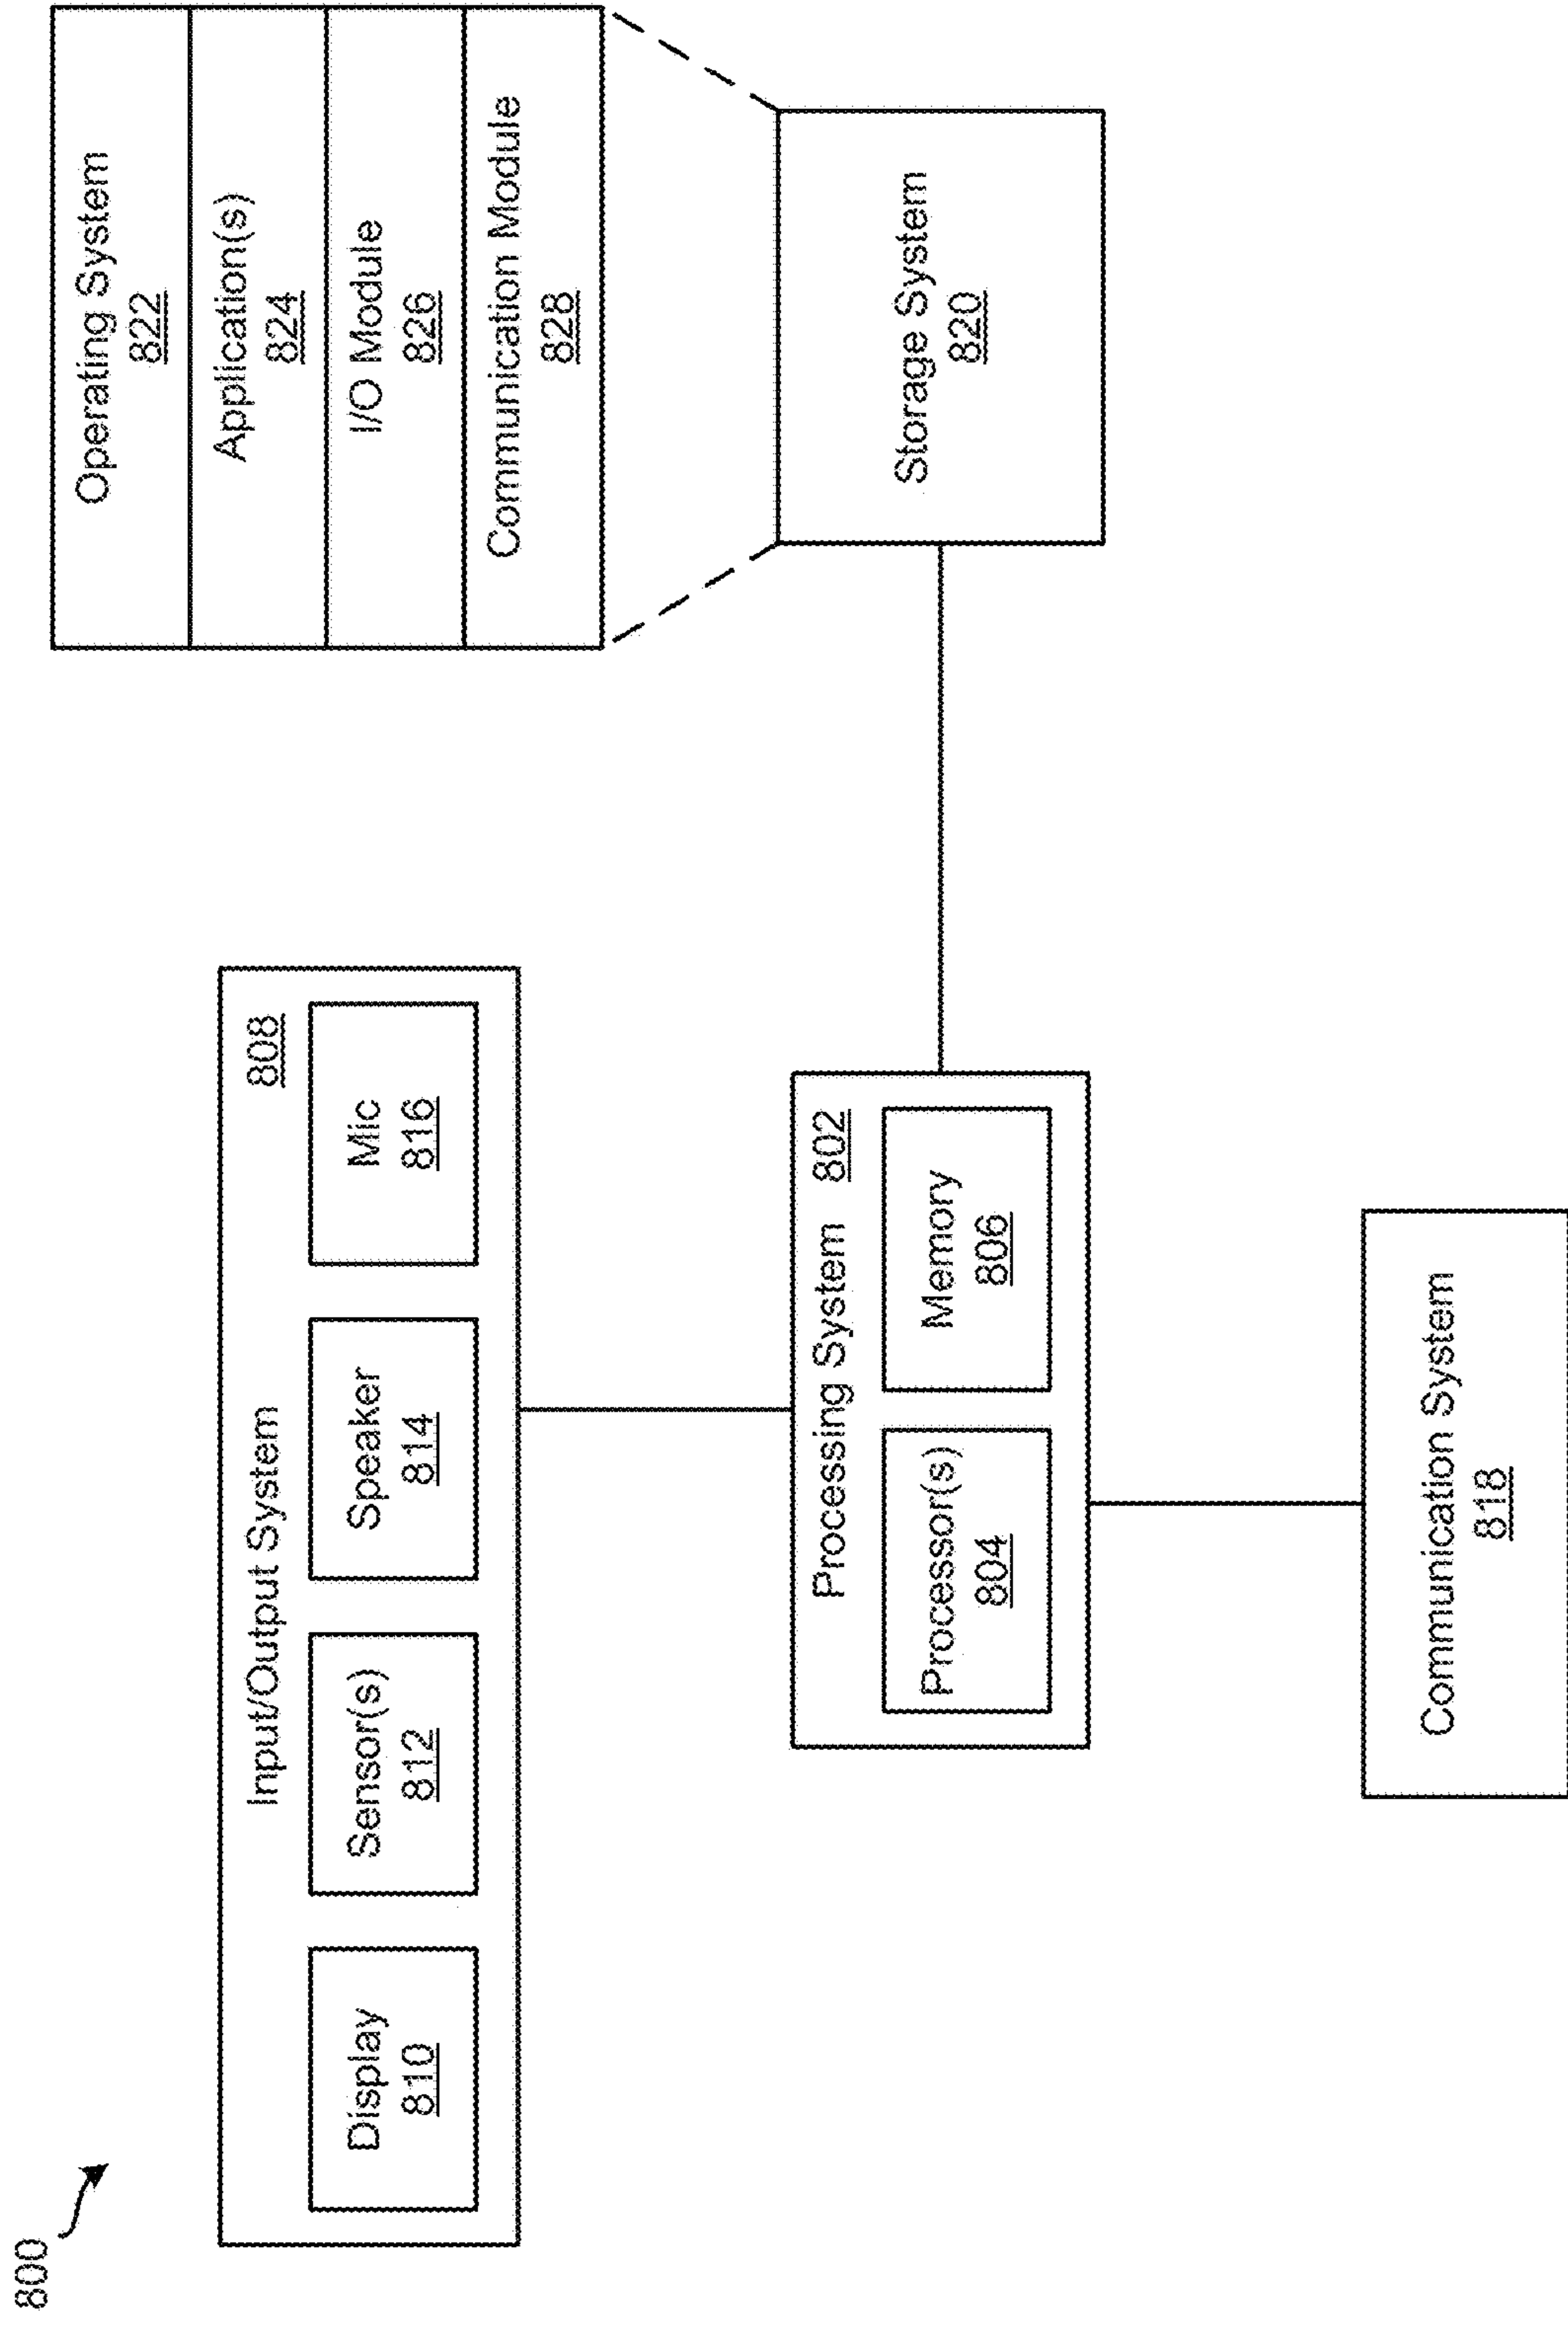 800
Input/Output System
808
Display
810
Sensor(s)
812
Speaker
814
Mic
816
Operating System
822
Application(s)
824
I/O Module
826
Communication Module
828
Processing System
802
Processor(s)
804
Memory
806
Storage System
820
Communication System
818